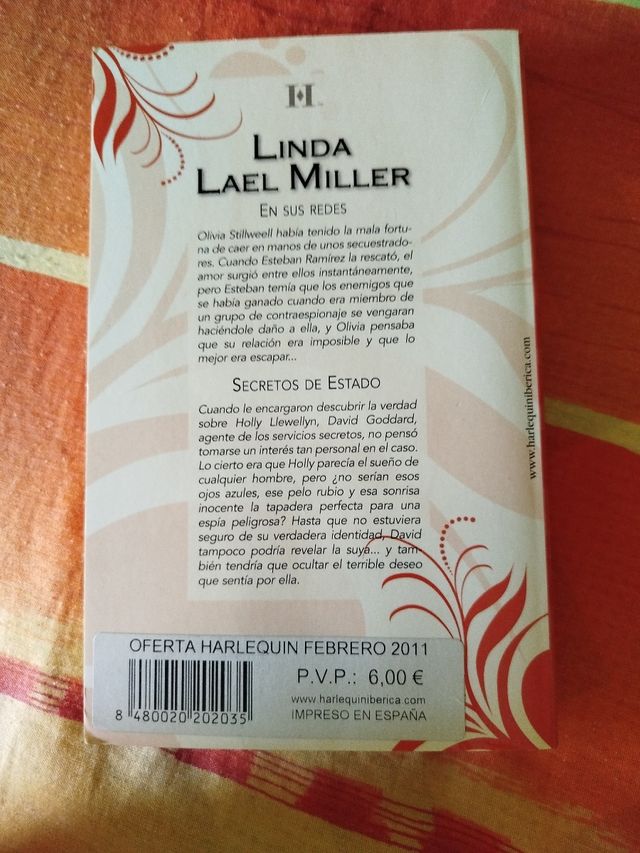 H
LINDA
LAEL MILLER
EN SUS REDES
Olivia Stillweell había tenido la mala fortu-
na de caer en manos de unos secuestrado-
res. Cuando Esteban Ramírez la rescató, el
amor surgió entre ellos instantáneamente,
pero Esteban temía que los enemigos que
se había ganado cuando era miembro de
un grupo de contraespionaje se vengaran
haciéndole daño a ella, y Olivia pensaba
que su relación era imposible y que lo
mejor era escapar...
SECRETOS DE ESTADO
Cuando le encargaron descubrir la verdad
sobre Holly Llewellyn, David Goddard,
agente de los servicios secretos, no pensó
tomarse un interés tan personal en el caso.
Lo cierto era que Holly parecía el sueño de
cualquier hombre, pero ¿no serían esos
ojos azules, ese pelo rubio y esa sonrisa
inocente la tapadera perfecta para una
espía peligrosa? Hasta que no estuviera
seguro de su verdadera identidad, David
tampoco podría revelar la suya... y tam-
bién tendría que ocultar el terrible deseo
que sentía por ella.
www.harlequiniberica.com
OFERTA HARLEQUIN FEBRERO 2011
P.V.P.: 6,00 €
www.harlequiniberica.com
IMPRESO EN ESPAÑA
8 480020 202035